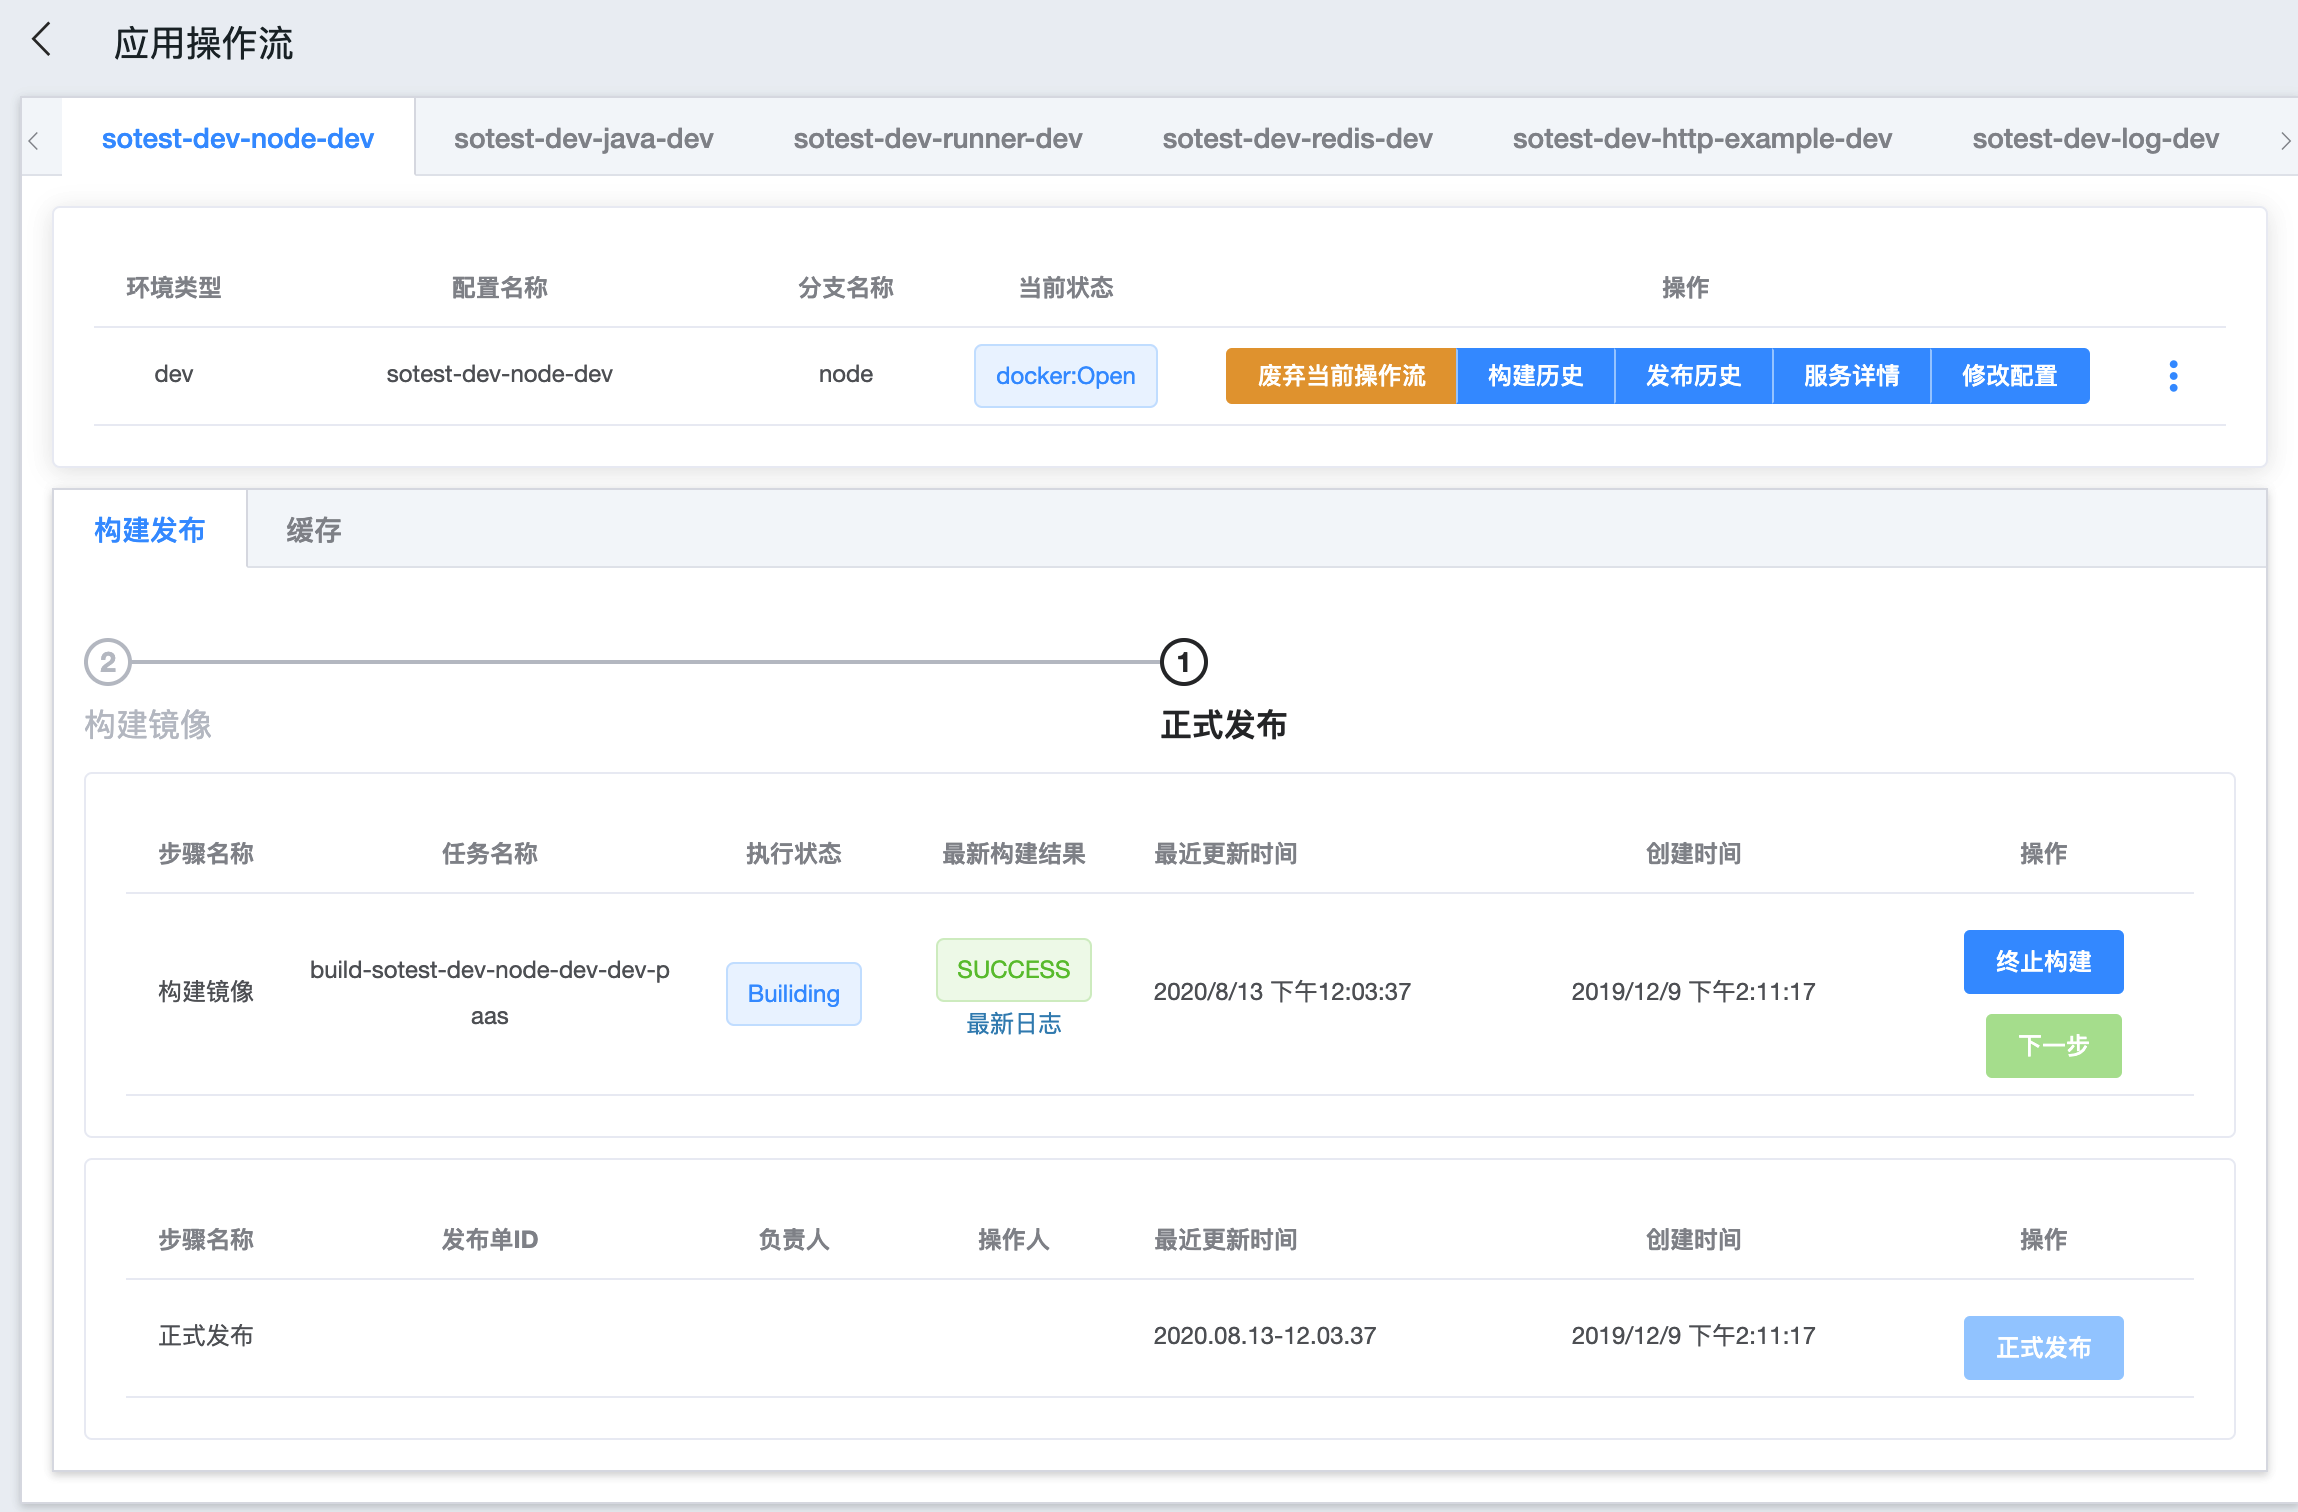 应用操作流
sotest-dev-node-dev sotest-dev-java-dev sotest-dev-runner-dev sotest-dev-redis-dev sotest-dev-http-example-dev sotest-dev-log-dev
环境类型 配置名称 分支名称 当前状态 操作
dev sotest-dev-node-dev node docker:Open 废弃当前操作流 构建历史 发布历史 服务详情 修改配置
构建发布 缓存
2 1
构建镜像 正式发布
步骤名称 任务名称 执行状态 最新构建结果 最近更新时间 创建时间 操作
构建镜像 build-sotest-dev-node-dev-dev-p
aas
Builiding
SUCCESS
最新日志
2020/8/13 下午12:03:37 2019/12/9 下午2:11:17
终止构建
下一步
步骤名称 发布单ID 负责人 操作人 最近更新时间 创建时间 操作
正式发布 2020.08.13-12.03.37 2019/12/9 下午2:11:17 正式发布